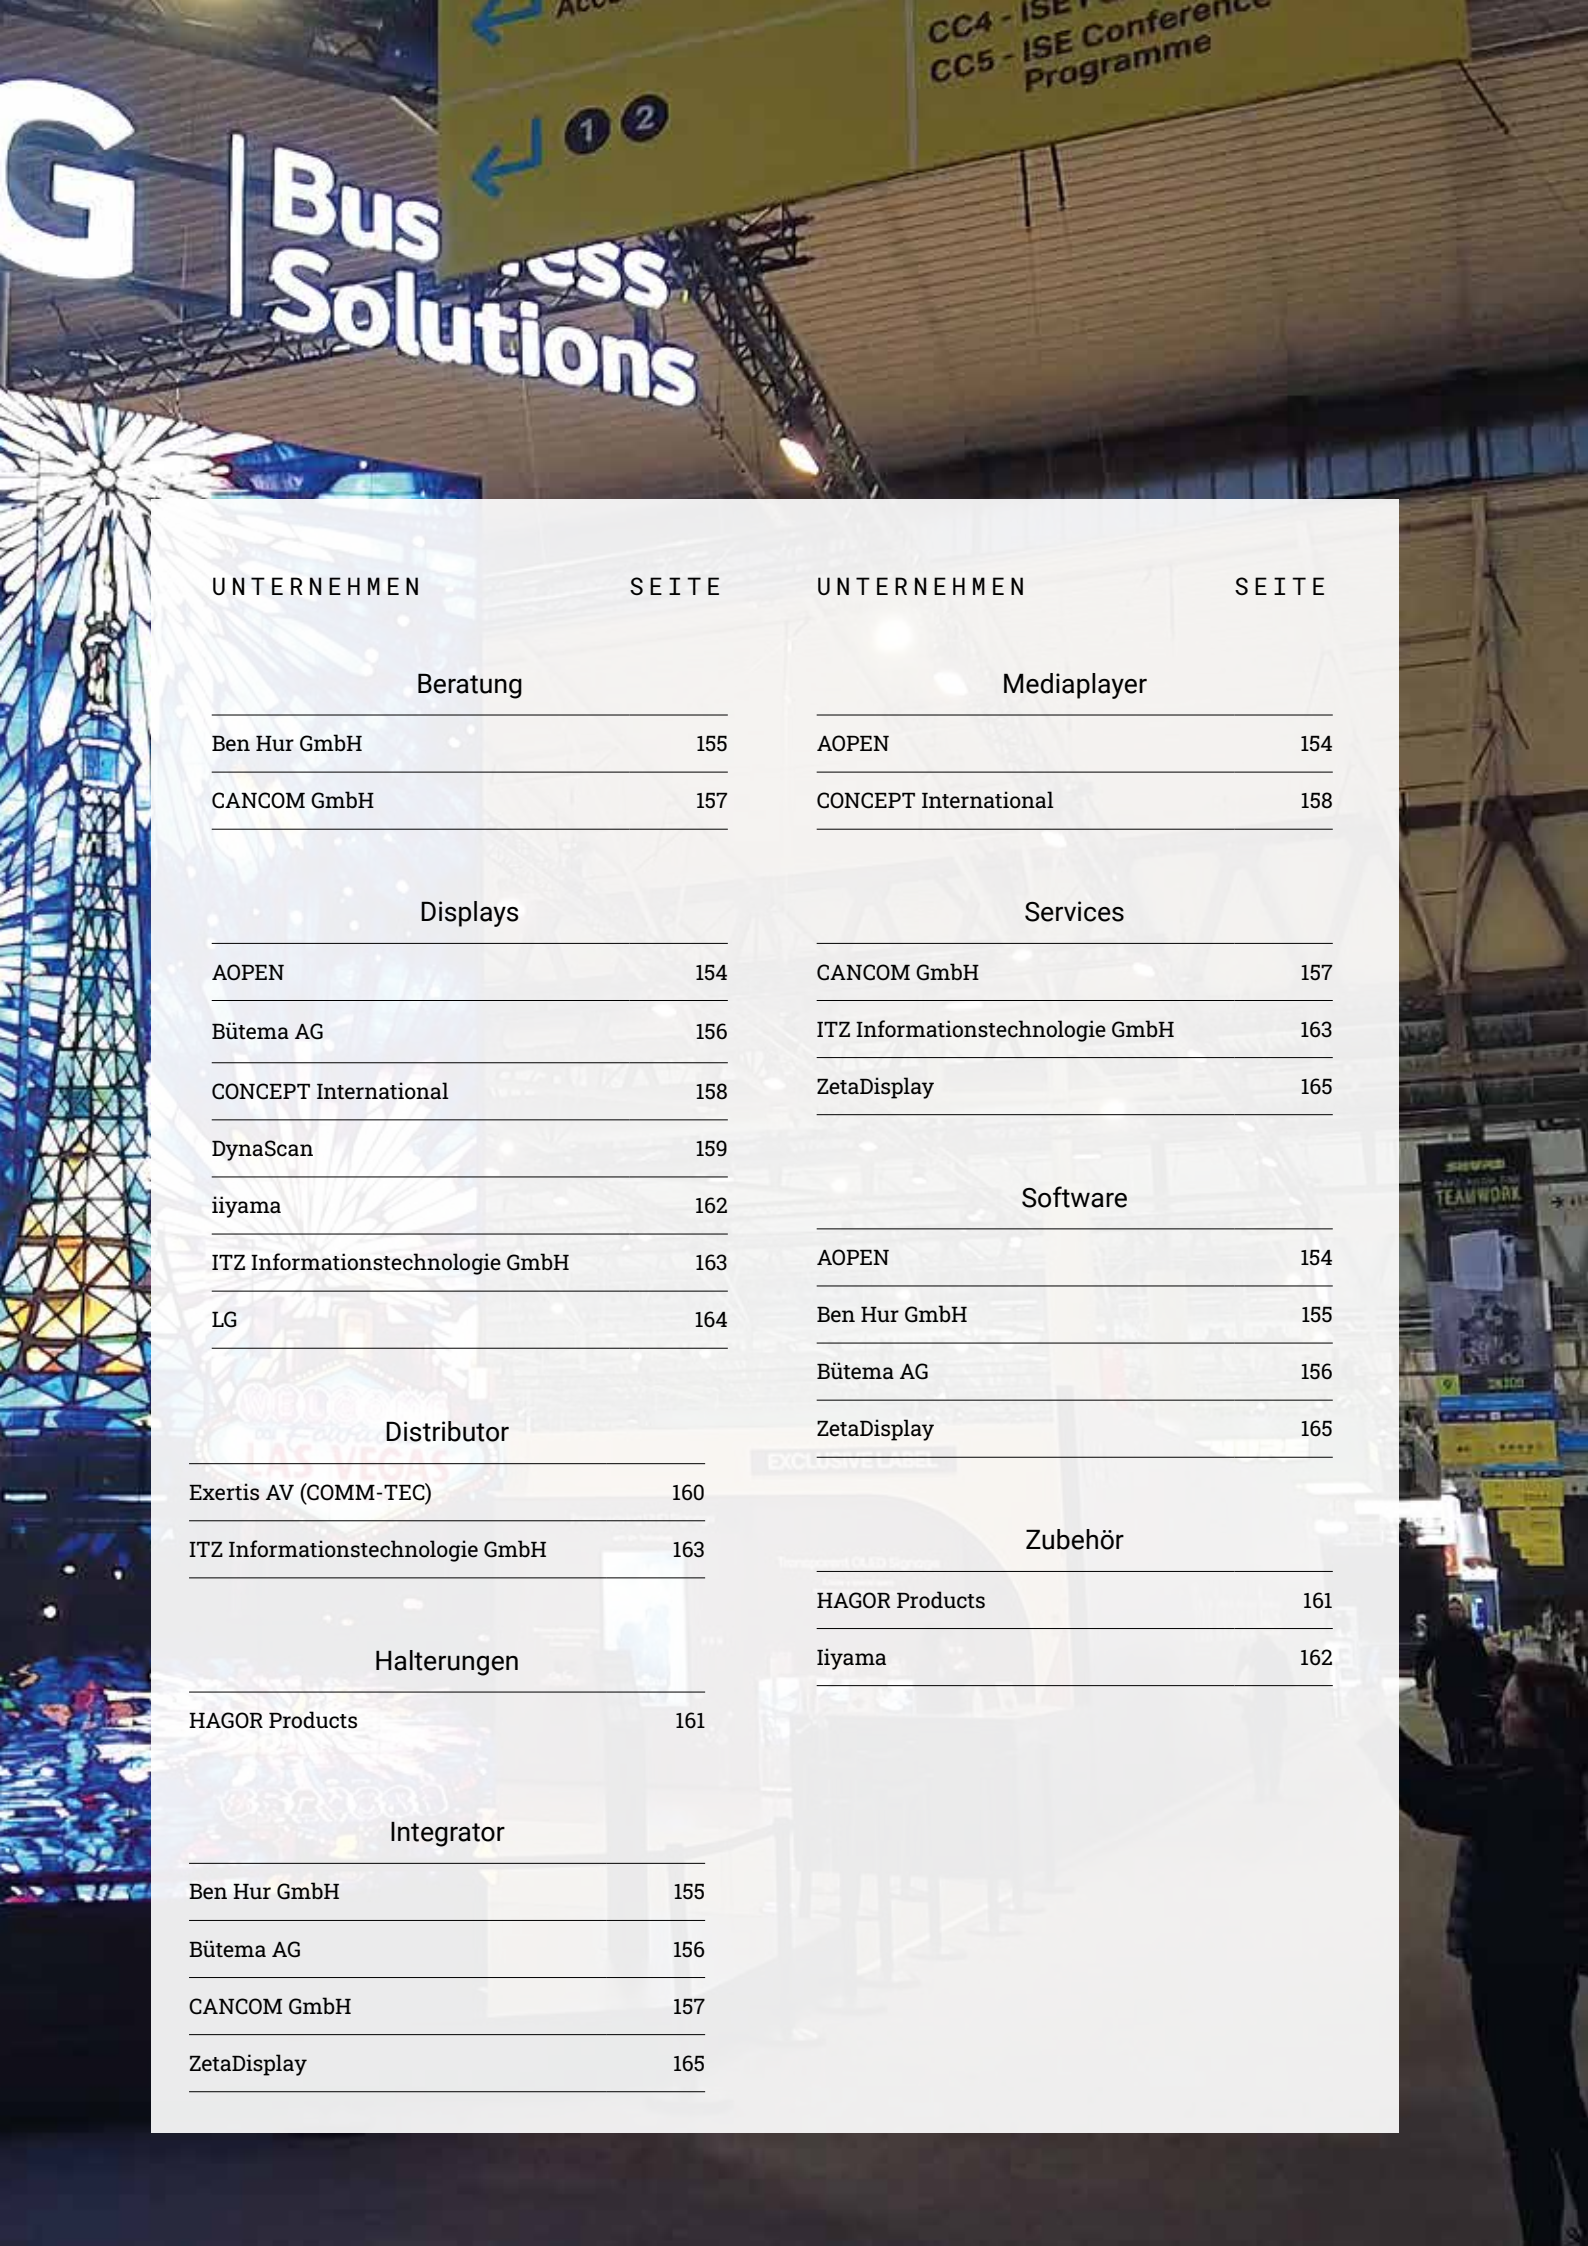 CC5 - ISE Conference
Programme
1 2
G
Solutions
UNTERNEHMEN SEITE
Beratung
Ben Hur GmbH 155
CANCOM GmbH 157
Displays
AOPEN 154
Bütema AG 156
CONCEPT International 158
DynaScan 159
iiyama 162
ITZ Informationstechnologie GmbH 163
LG 164
Distributor
Exertis AV (COMM-TEC) 160
ITZ Informationstechnologie GmbH 163
Halterungen
HAGOR Products 161
Integrator
Ben Hur GmbH 155
Bütema AG 156
CANCOM GmbH 157
ZetaDisplay 165
UNTERNEHMEN SEITE
Mediaplayer
AOPEN 154
CONCEPT International 158
Services
CANCOM GmbH 157
ITZ Informationstechnologie GmbH 163
ZetaDisplay 165
Software
AOPEN 154
Ben Hur GmbH 155
Bütema AG 156
ZetaDisplay 165
Zubehör
HAGOR Products 161
Iiyama 162
EXCLUSIVE LABEL
LAS VEGAS
TEAMWORK